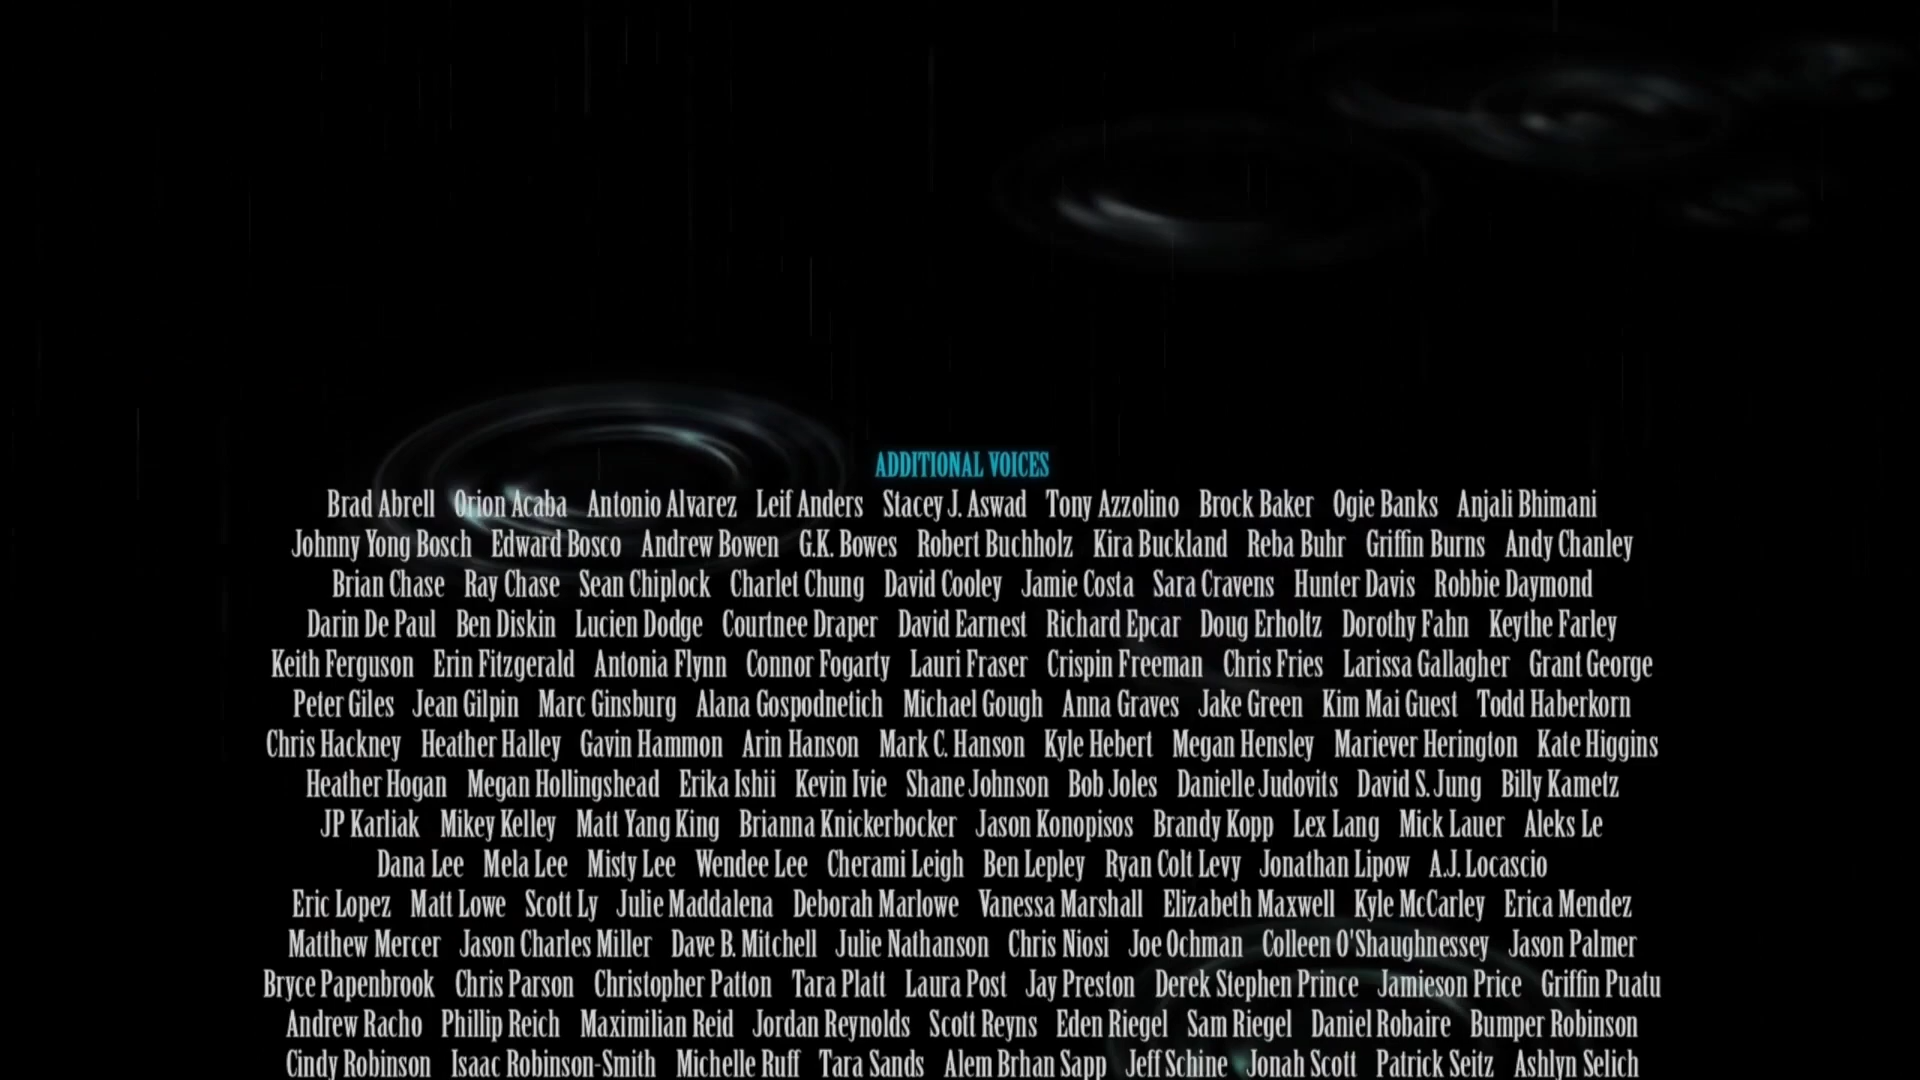 ADDITIONAL VOICES
Brad Abrell Orion Acaba Antonio Alvarez Leif Anders Stacey J. Aswad Tony Azzolino Brock Baker Ogie Banks Anjali Bhimani
Johnny Yong Bosch Edward Bosco Andrew Bowen G.K. Bowes Robert Buchholz Kira Buckland Reba Buhr Griffin Burns Andy Chanley
Brian Chase Ray Chase Sean Chiplock Charlet Chung David Cooley Jamie Costa Sara Cravens Hunter Davis Robbie Daymond
Darin De Paul Ben Diskin Lucien Dodge Courtnee Draper David Earnest Richard Epcar Doug Erholtz Dorothy Fahn Keythe Farley
Keith Ferguson Erin Fitzgerald Antonia Flynn Connor Fogarty Lauri Fraser Crispin Freeman Chris Fries Larissa Gallagher Grant George
Peter Giles Jean Gilpin Marc Ginsburg Alana Gospodnetich Michael Gough Anna Graves Jake Green Kim Mai Guest Todd Haberkorn
Chris Hackney Heather Halley Gavin Hammon Arin Hanson Mark C. Hanson Kyle Hebert Megan Hensley Mariever Herington Kate Higgins
Heather Hogan Megan Hollingshead Erika Ishii Kevin Ivie Shane Johnson Bob Joles Danielle Judovits David S. Jung Billy Kametz
JP Karliak Mikey Kelley Matt Yang King Brianna Knickerbocker Jason Konopisos Brandy Kopp Lex Lang Mick Lauer Aleks Le
Dana Lee Mela Lee Misty Lee Wendee Lee Cherami Leigh Ben Lepley Ryan Colt Levy Jonathan Lipow A.J. Locascio
Eric Lopez Matt Lowe Scott Ly Julie Maddalena Deborah Marlowe Vanessa Marshall Elizabeth Maxwell Kyle McCarley Erica Mendez
Matthew Mercer Jason Charles Miller Dave B. Mitchell Julie Nathanson Chris Niosi Joe Ochman Colleen O'Shaughnessey Jason Palmer
Bryce Papenbrook Chris Parson Christopher Patton Tara Platt Laura Post Jay Preston Derek Stephen Prince Jamieson Price Griffin Puatu
Andrew Racho Phillip Reich Maximilian Reid Jordan Reynolds Scott Reyns Eden Riegel Sam Riegel Daniel Robaire Bumper Robinson
Cindy Robinson Isaac Robinson-Smith Michelle Ruff Tara Sands Alem Brhan Sapp Jeff Schine Jonah Scott Patrick Seitz Ashlyn Selich